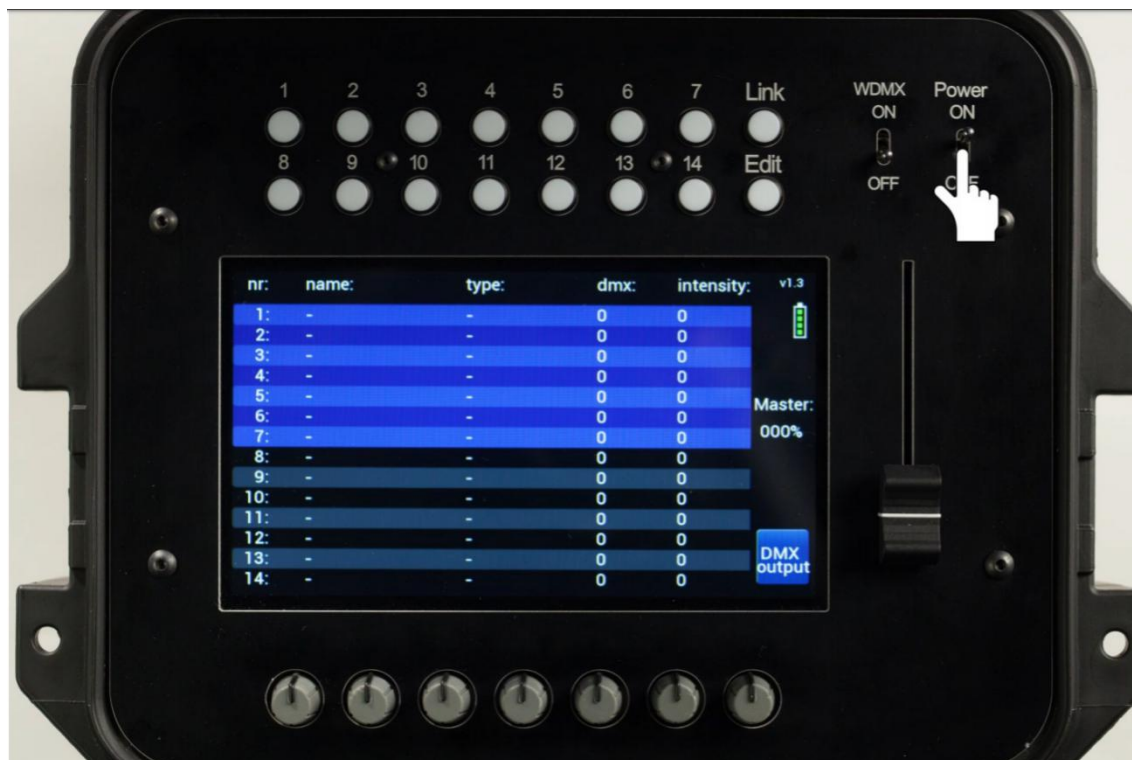 1 2 3 4 5 6 7 Link
8 9 10 11 12 13 14 Edit
WDMX
ON
OFF
Power
ON
nr: name: type: dmx: intensity: v1.3
1: - - 0 0
2: - - 0 0
3: - - 0 0
4: - - 0 0
5: - - 0 0
6: - - 0 0
7: - - 0 0
8: - - 0 0
9: - - 0 0
10: - - 0 0
11: - - 0 0
12: - - 0 0
13: - - 0 0
14: - - 0 0
Master:
000%
DMX
output